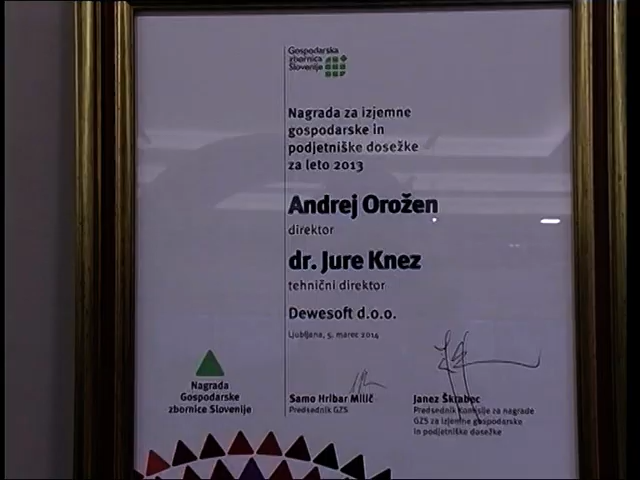 Gospodarska
zbornica
Slovenije
Nagrada za izjemne
gospodarske in
podjetniške dosežke
za leto 2013
Andrej Orožen
direktor
dr. Jure Knez
tehnični direktor
Dewesoft d.o.o.
Ljubljana, 5. marec 2014
Nagrada
Gospodarske
zbornice Slovenije
Samo Hribar Milič
Predsednik GZS
Janez Škrabec
Predsednik Komisije za nagrade
GZS za izjemne gospodarske
in podjetniške dosežke